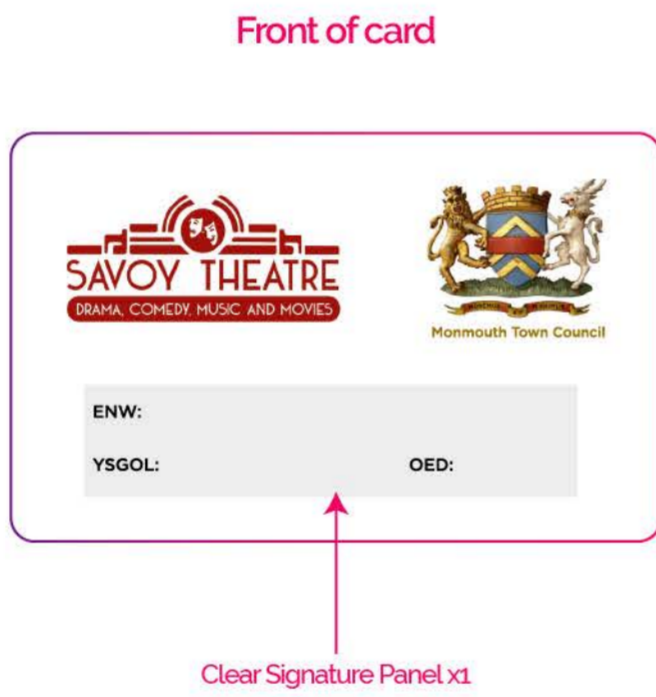 Front of card
SAVOY THEATRE
DRAMA, COMEDY, MUSIC AND MOVIES
Monmouth Town Council
ENW:
YSGOL:
OED:
Clear Signature Panel x1